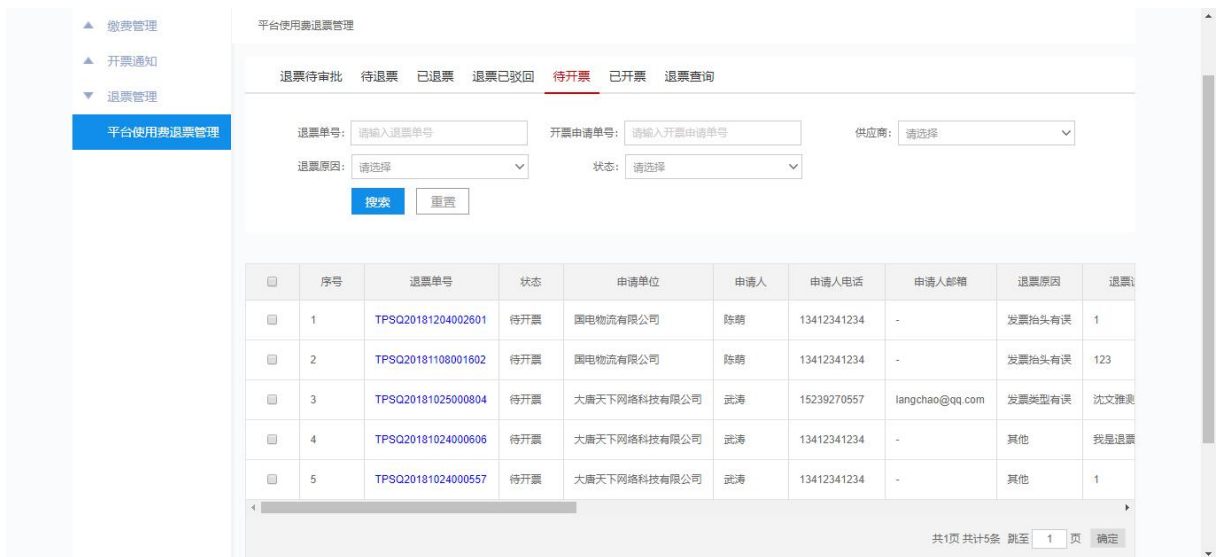 缴费管理
平台使用费退票管理
开票通知
退票管理
平台使用费退票管理
退票待审批 待退票 已退票 退票已驳回 待开票 已开票 退票查询
退票单号： 请输入退票单号 开票申请单号： 请输入开票申请单号 供应商： 请选择
退票原因： 请选择 状态： 请选择
搜索 重置
序号 退票单号 状态 申请单位 申请人 申请人电话 申请人邮箱 退票原因 退票
1 TPSQ20181204002601 待开票 国电物流有限公司 陈萌 13412341234 - 发票抬头有误 1
2 TPSQ20181108001602 待开票 国电物流有限公司 陈萌 13412341234 - 发票抬头有误 123
3 TPSQ20181025000804 待开票 大唐天下网络科技有限公司 武涛 15239270557 langchao@qq.com 发票类型有误 沈文雅测
4 TPSQ20181024000606 待开票 大唐天下网络科技有限公司 武涛 13412341234 - 其他 我是退票
5 TPSQ20181024000557 待开票 大唐天下网络科技有限公司 武涛 13412341234 - 其他 1
共1页 共计5条 跳至 1 页 确定